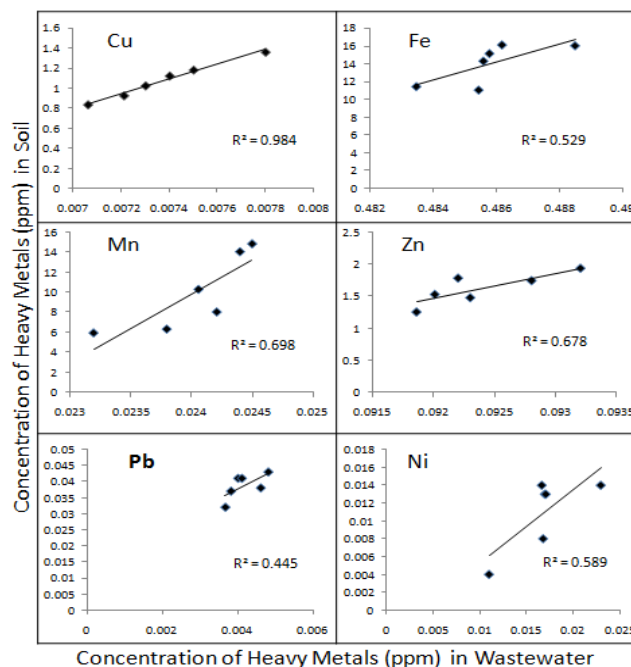 Concentration of Heavy Metals (ppm) in Soil
Cu
1.6
1.4
1.2
1
0.8
0.6
0.4
0.2
0
R² = 0.984
0.007 0.0072 0.0074 0.0076 0.0078 0.008
Fe
18
16
14
12
10
8
6
4
2
0
R² = 0.529
0.482 0.484 0.486 0.488 0.49
Mn
16
14
12
10
8
6
4
2
0
R² = 0.698
0.023 0.0235 0.024 0.0245 0.025
Zn
2.5
2
1.5
1
0.5
0
R² = 0.678
0.0915 0.092 0.0925 0.093 0.0935
Pb
0.05
0.045
0.04
0.035
0.03
0.025
0.02
0.015
0.01
0.005
0
R² = 0.445
0 0.002 0.004 0.006
Ni
0.018
0.016
0.014
0.012
0.01
0.008
0.006
0.004
0.002
0
R² = 0.589
0 0.005 0.01 0.015 0.02 0.025
Concentration of Heavy Metals (ppm) in Wastewater